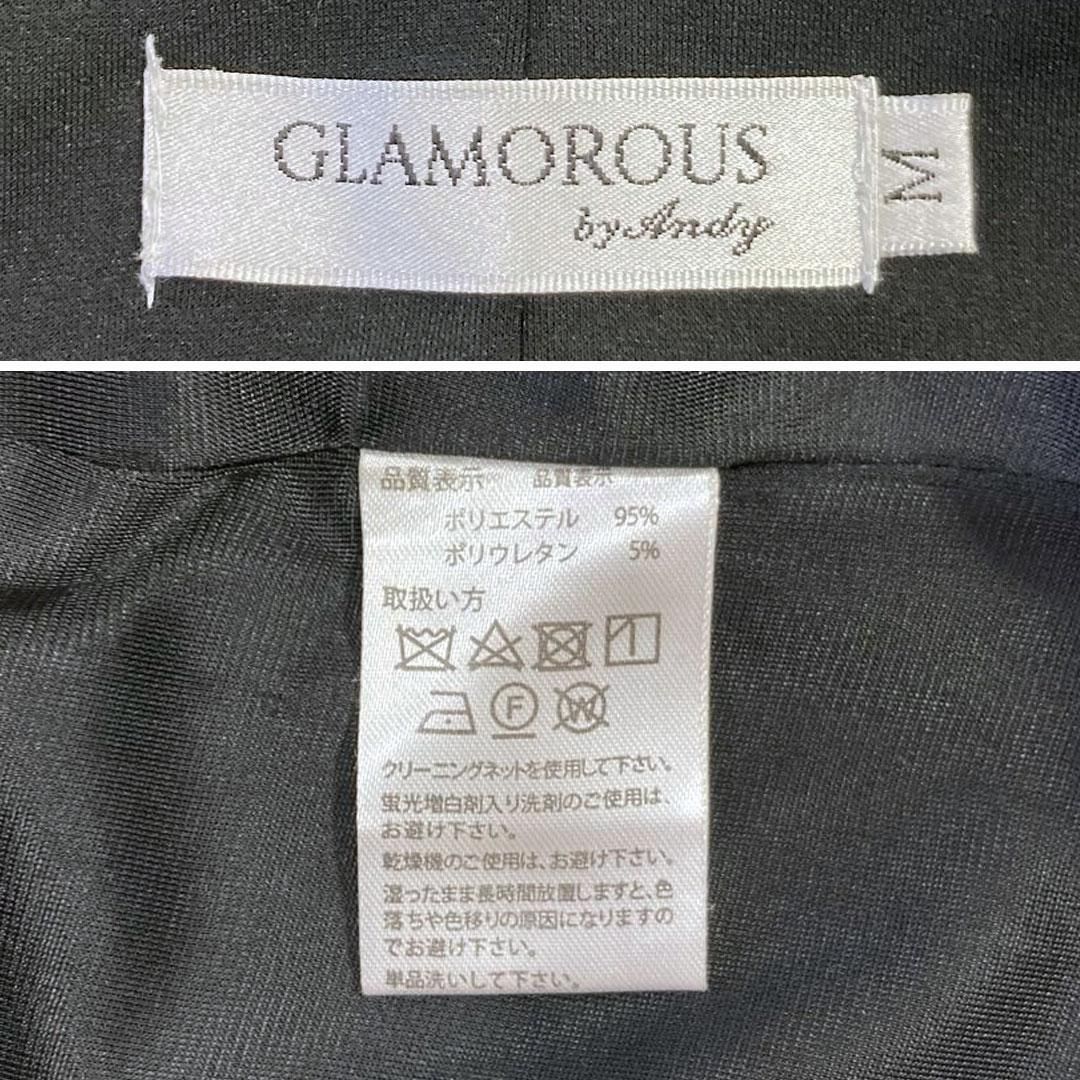 GLAMOROUS
by Andy
M
品質表示 品質表示
ポリエステル 95%
ポリウレタン 5%
取扱い方
F W
クリーニングネットを使用して下さい。
蛍光増白剤入り洗剤のご使用は、
お避け下さい。
乾燥機のご使用は、お避け下さい。
湿ったまま長時間放置しますと、色
落ちや色移りの原因になりますの
でお避け下さい。
単品洗いして下さい。